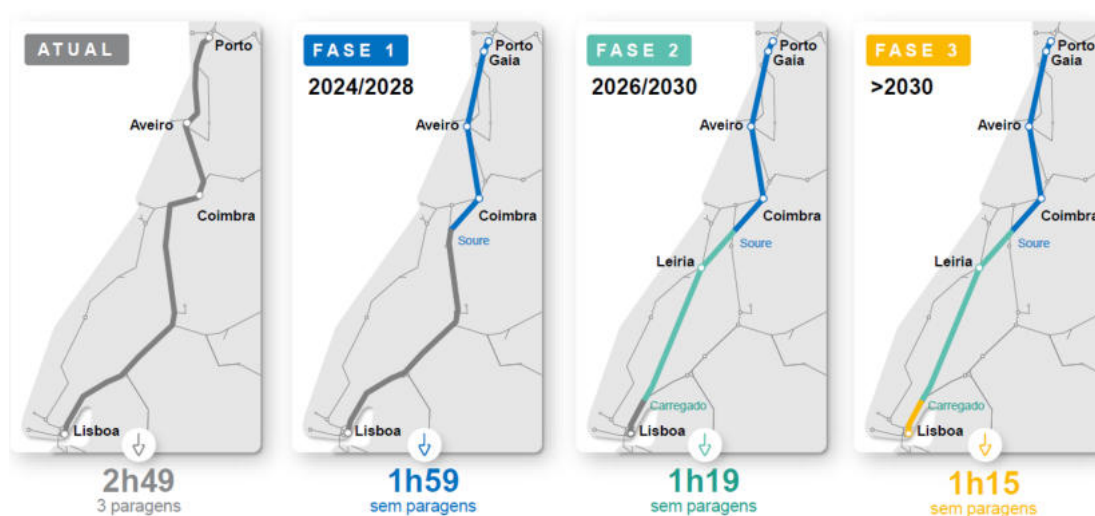 ATUAL
Porto
Aveiro
Coimbra
Lisboa
2h49
3 paragens
FASE 1
2024/2028
Porto
Gaia
Aveiro
Coimbra
Soure
Lisboa
1h59
sem paragens
FASE 2
2026/2030
Porto
Gaia
Aveiro
Coimbra
Soure
Leiria
Carregado
Lisboa
1h19
sem paragens
FASE 3
>2030
Porto
Gaia
Aveiro
Coimbra
Soure
Leiria
Carregado
Lisboa
1h15
sem paragens